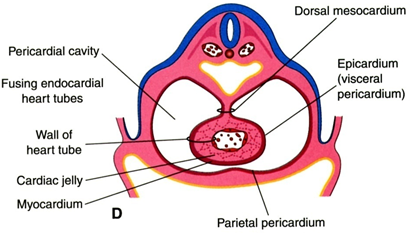 Dorsal mesocardium
Pericardial cavity
Fusing endocardial
heart tubes
Epicardium
(visceral
pericardium)
Wall of
heart tube
Cardiac jelly
Myocardium
D
Parietal pericardium